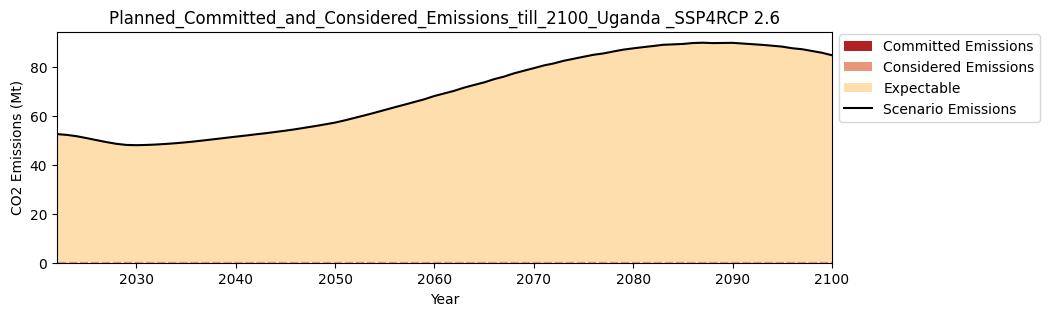 Planned_Committed_and_Considered_Emissions_till_2100_Uganda _SSP4RCP 2.6
Committed Emissions
Considered Emissions
Expectable
Scenario Emissions
CO2 Emissions (Mt)
80
60
40
20
0
2030 2040 2050 2060 2070 2080 2090 2100
Year